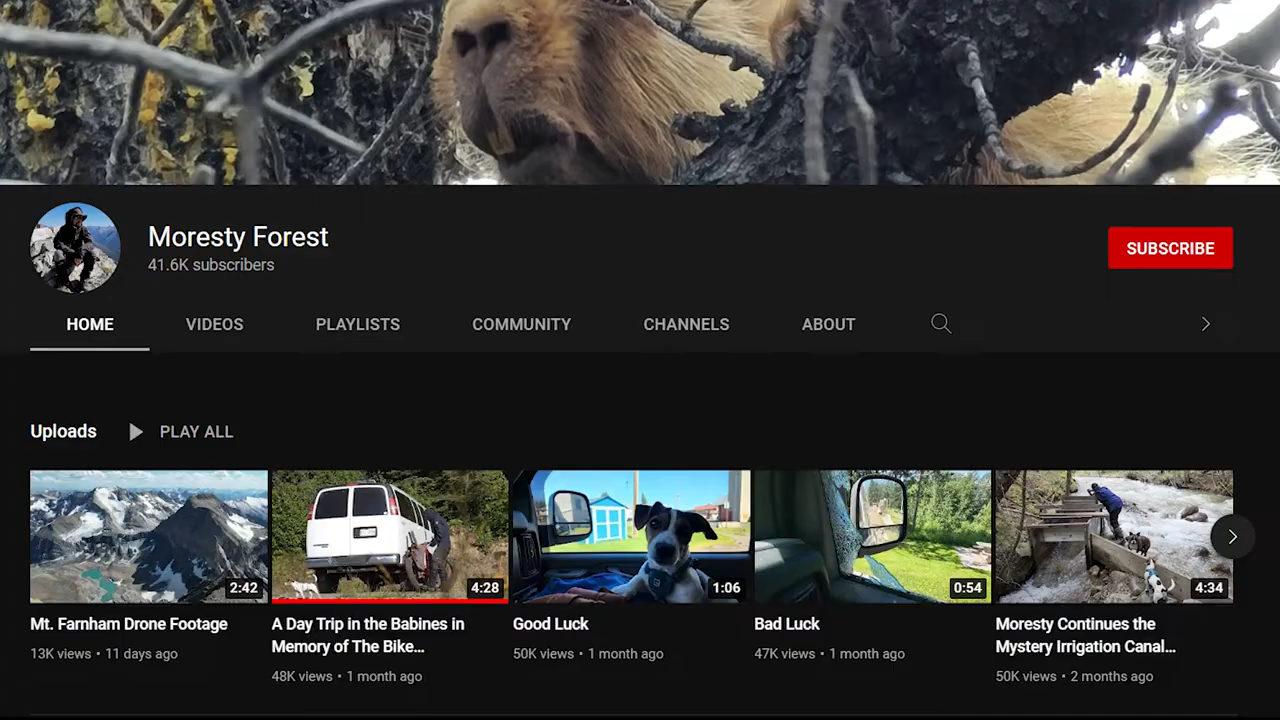 Moresty Forest
41.6K subscribers
SUBSCRIBE
HOME VIDEOS PLAYLISTS COMMUNITY CHANNELS ABOUT
Uploads PLAY ALL
2:42
4:28
1:06
0:54
4:34
Mt. Farnham Drone Footage
13K views • 11 days ago
A Day Trip in the Babines in
Memory of The Bike...
48K views • 1 month ago
Good Luck
50K views • 1 month ago
Bad Luck
47K views • 1 month ago
Moresty Continues the
Mystery Irrigation Canal...
50K views • 2 months ago